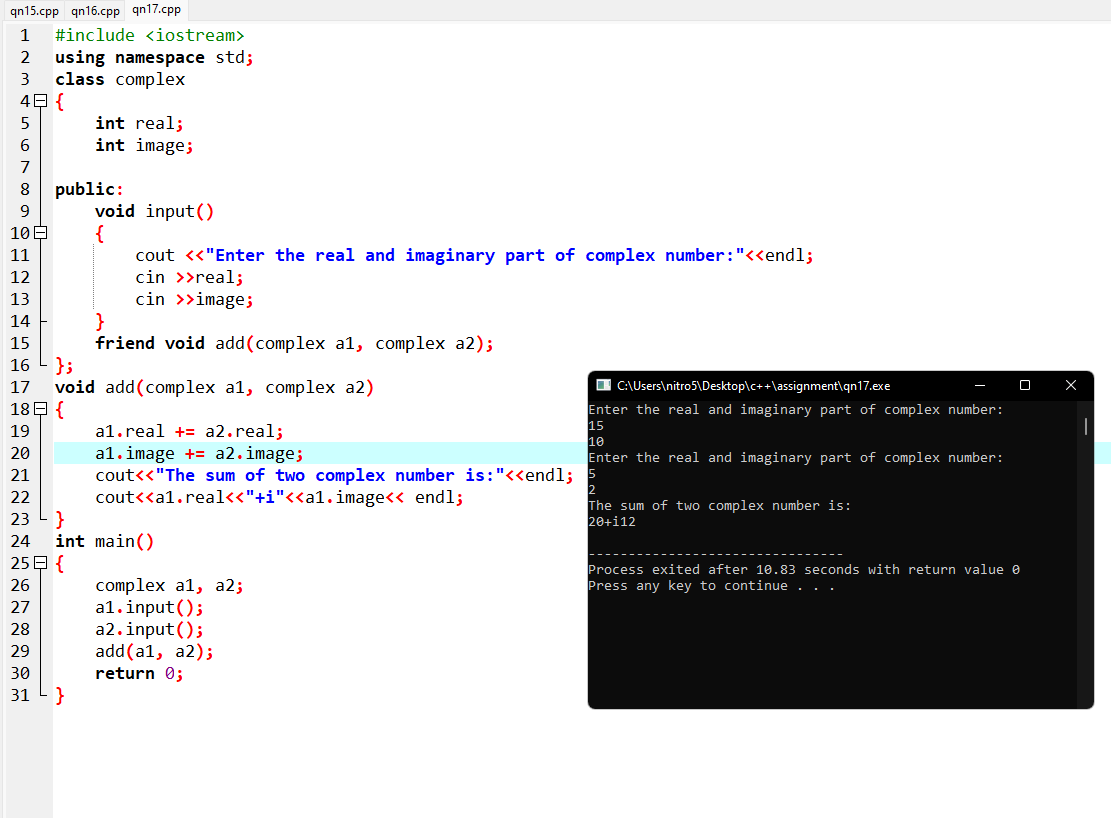 qn15.cpp qn16.cpp qn17.cpp
1 #include <iostream>
2 using namespace std;
3 class complex
4 {
5 int real;
6 int image;
7
8 public:
9 void input()
10 {
11 cout <<"Enter the real and imaginary part of complex number:"<<endl;
12 cin >>real;
13 cin >>image;
14 }
15 friend void add(complex a1, complex a2);
16 };
17 void add(complex a1, complex a2)
18 {
19 a1.real += a2.real;
20 a1.image += a2.image;
21 cout<<"The sum of two complex number is:"<<endl;
22 cout<<a1.real<<"+i"<<a1.image<< endl;
23 }
24 int main()
25 {
26 complex a1, a2;
27 a1.input();
28 a2.input();
29 add(a1, a2);
30 return 0;
31 }
C:\Users\nitro5\Desktop\c++\assignment\qn17.exe
Enter the real and imaginary part of complex number:
15
10
Enter the real and imaginary part of complex number:
5
2
The sum of two complex number is:
20+i12
--------------------------------
Process exited after 10.83 seconds with return value 0
Press any key to continue . . .